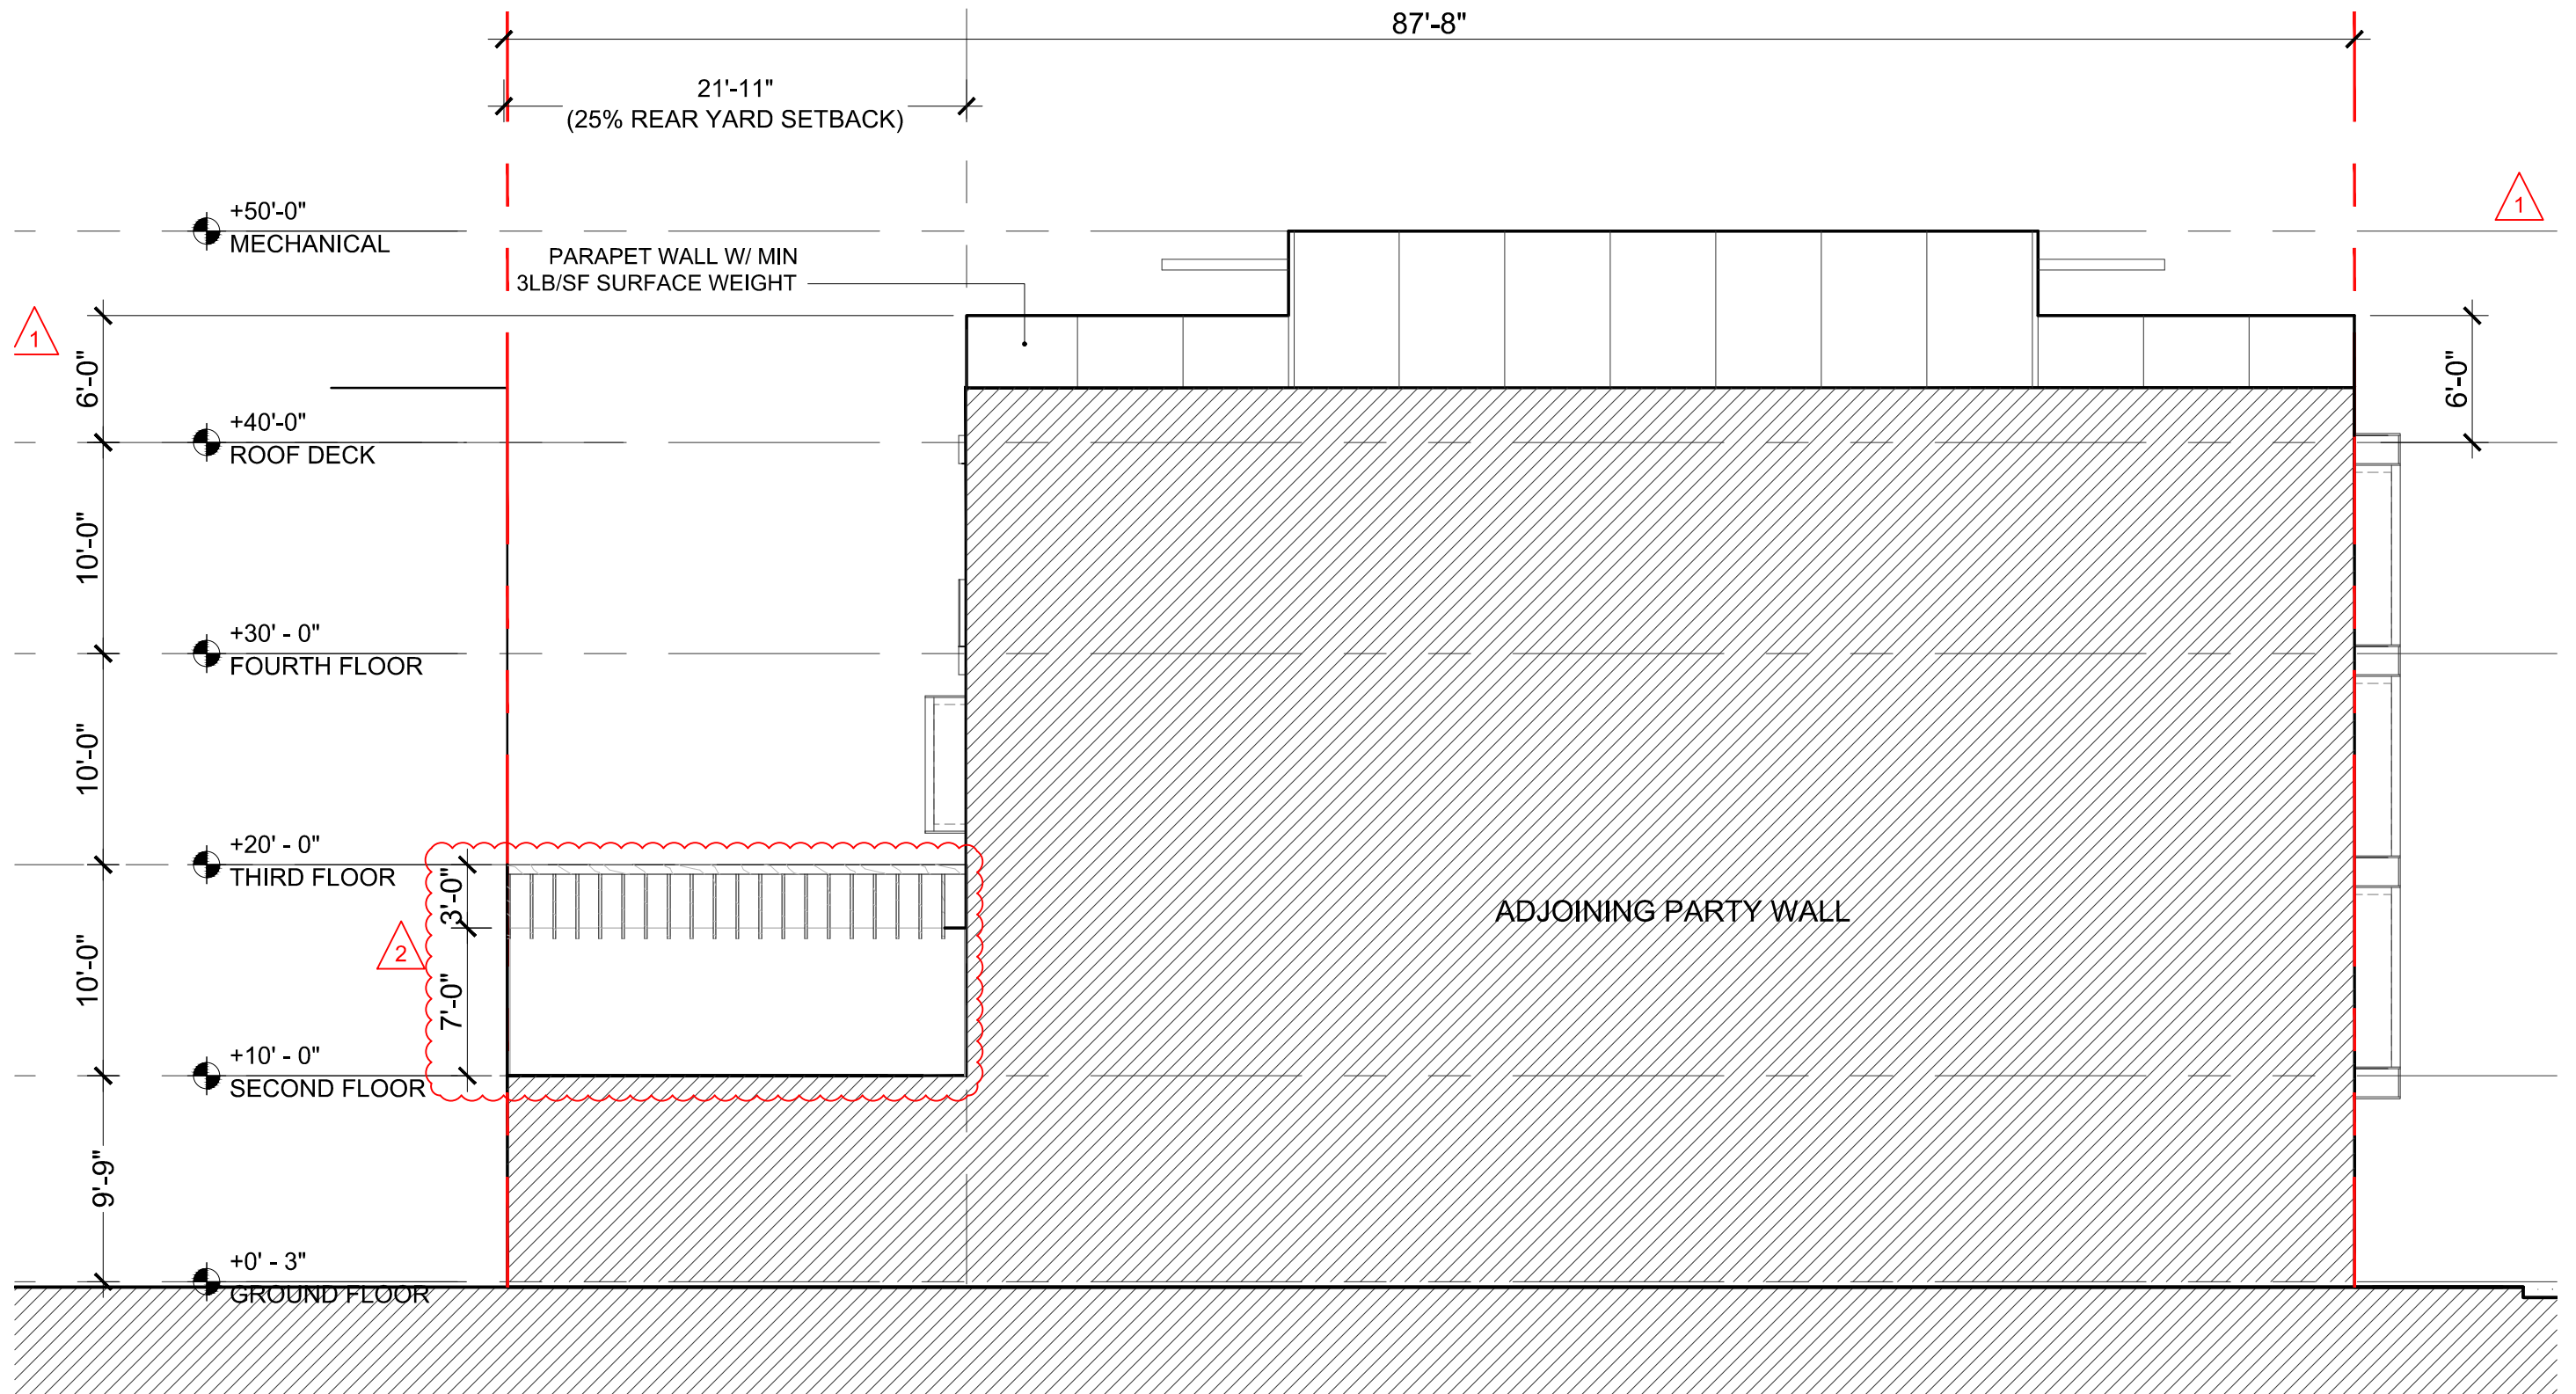 87'-8"
21'-11"
(25% REAR YARD SETBACK)
1
+50'-0"
MECHANICAL
PARAPET WALL W/ MIN
3LB/SF SURFACE WEIGHT
1
6'-0"
6'-0"
+40'-0"
ROOF DECK
10'-0"
+30' - 0"
FOURTH FLOOR
10'-0"
+20' - 0"
THIRD FLOOR
3'-0"
ADJOINING PARTY WALL
2
10'-0"
7'-0"
+10' - 0"
SECOND FLOOR
9'-9"
+0' - 3"
GROUND FLOOR